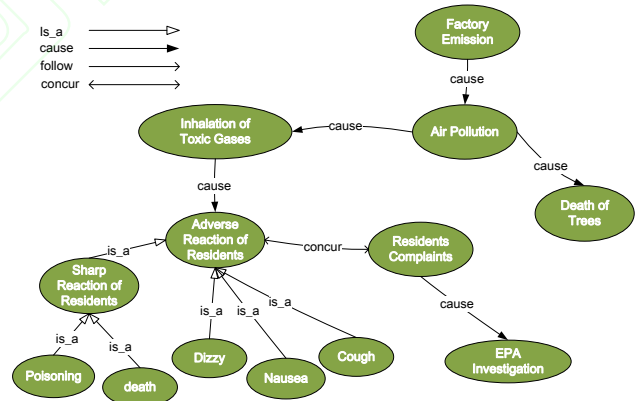 Is_a
cause
follow
concur
Factory
Emission
cause
Inhalation of
Toxic Gases
cause
Air Pollution
cause
cause
Death of
Trees
Adverse
Reaction of
Residents
concur
Residents
Complaints
is_a
Sharp
Reaction of
Residents
cause
is_a
is_a
is_a
is_a
is_a
Dizzy
Cough
EPA
Investigation
Poisoning
death
Nausea